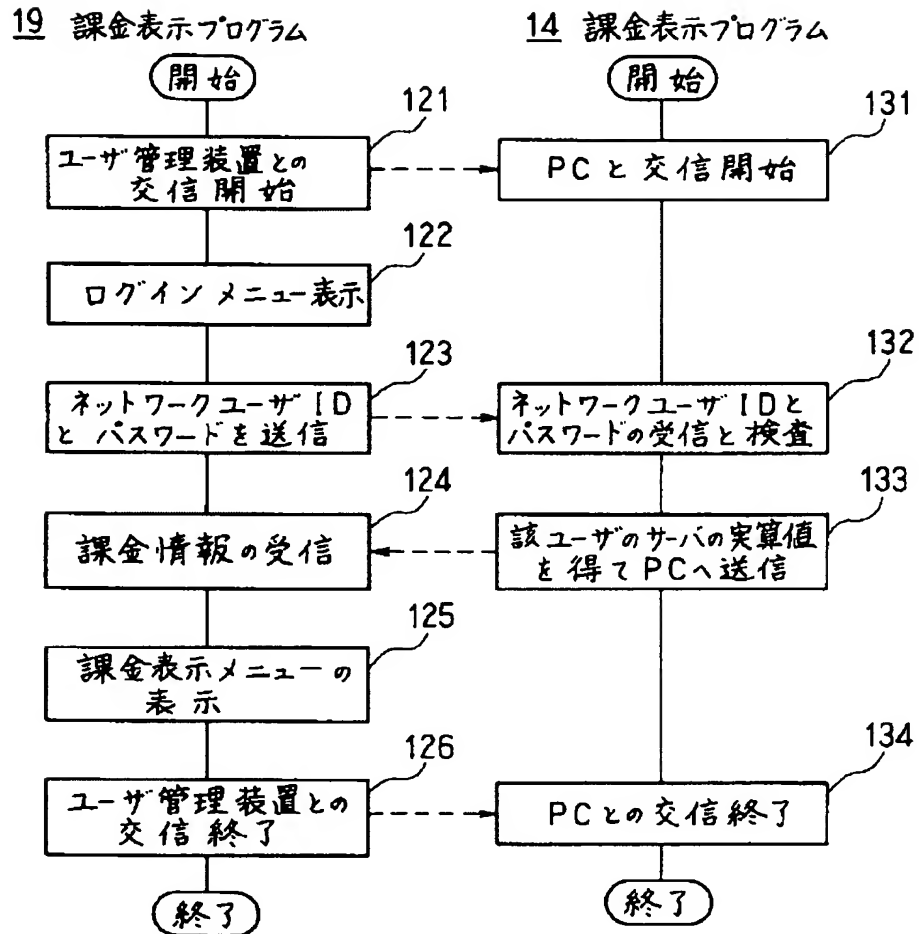 19 課金表示プログラム
開始
121
ユーザ管理装置との
交信開始
122
ログインメニュー表示
123
ネットワークユーザID
とパスワードを送信
124
課金情報の受信
125
課金表示メニューの
表示
126
ユーザ管理装置との
交信終了
終了
14 課金表示プログラム
開始
131
PCと交信開始
132
ネットワークユーザIDと
パスワードの受信と検査
133
該ユーザのサーバの実算値
を得てPCへ送信
134
PCとの交信終了
終了